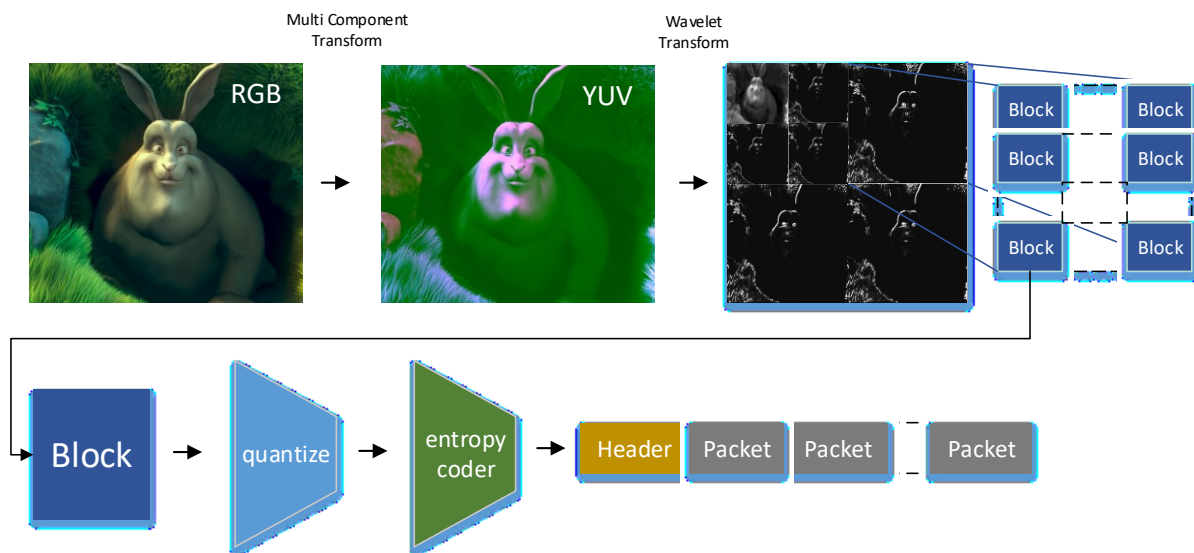 Multi Component
Transform
Wavelet
Transform
RGB
YUV
Block
Block
Block
Block
Block
Block
Block
quantize
entropy
coder
Header
Packet
Packet
Packet